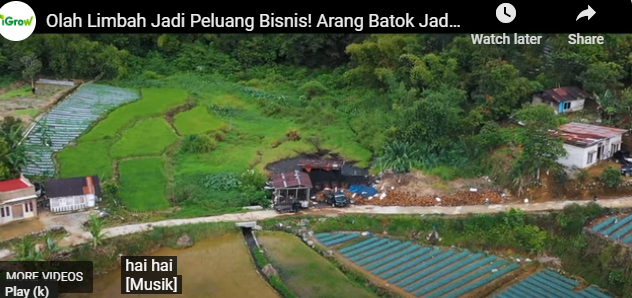 iGrow
Olah Limbah Jadi Peluang Bisnis! Arang Batok Jad...
Watch later
Share
MORE VIDEOS
Play (k)
hai hai
[Musik]